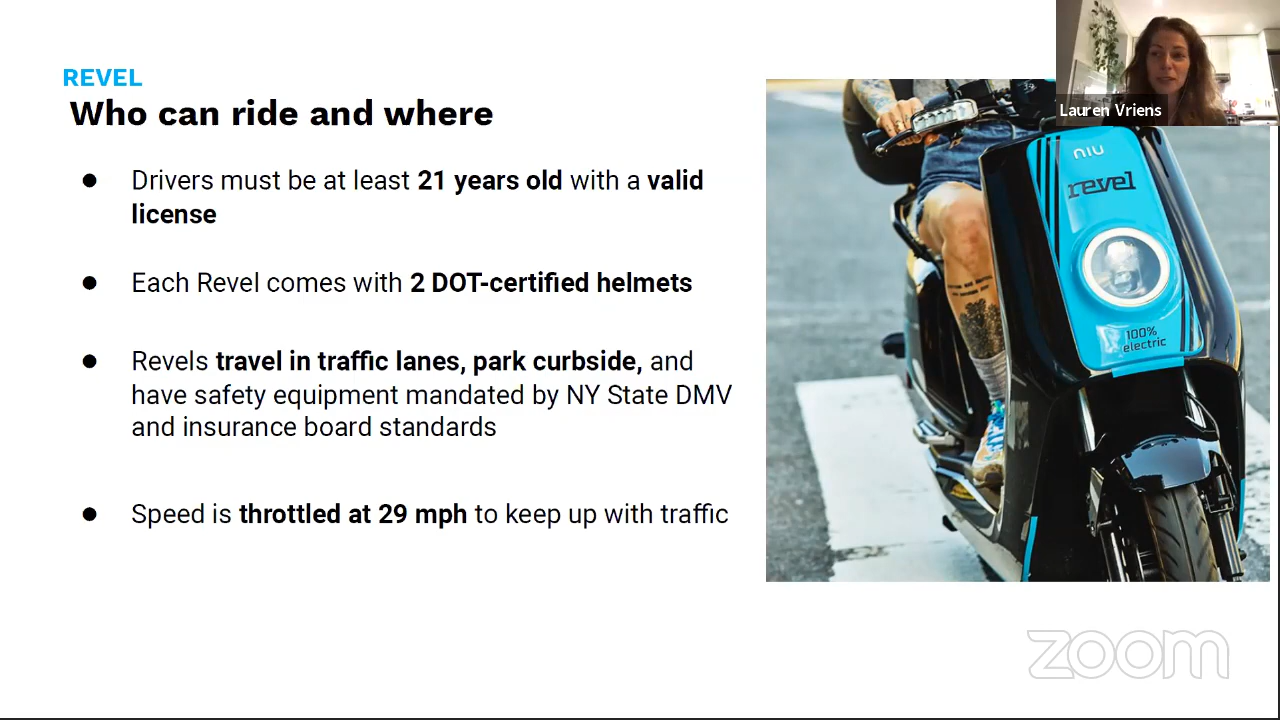 REVEL
Who can ride and where
● Drivers must be at least 21 years old with a valid
license
● Each Revel comes with 2 DOT-certified helmets
● Revels travel in traffic lanes, park curbside, and
have safety equipment mandated by NY State DMV
and insurance board standards
● Speed is throttled at 29 mph to keep up with traffic
Lauren Vriens
niu
revel
100%
electric
zoom